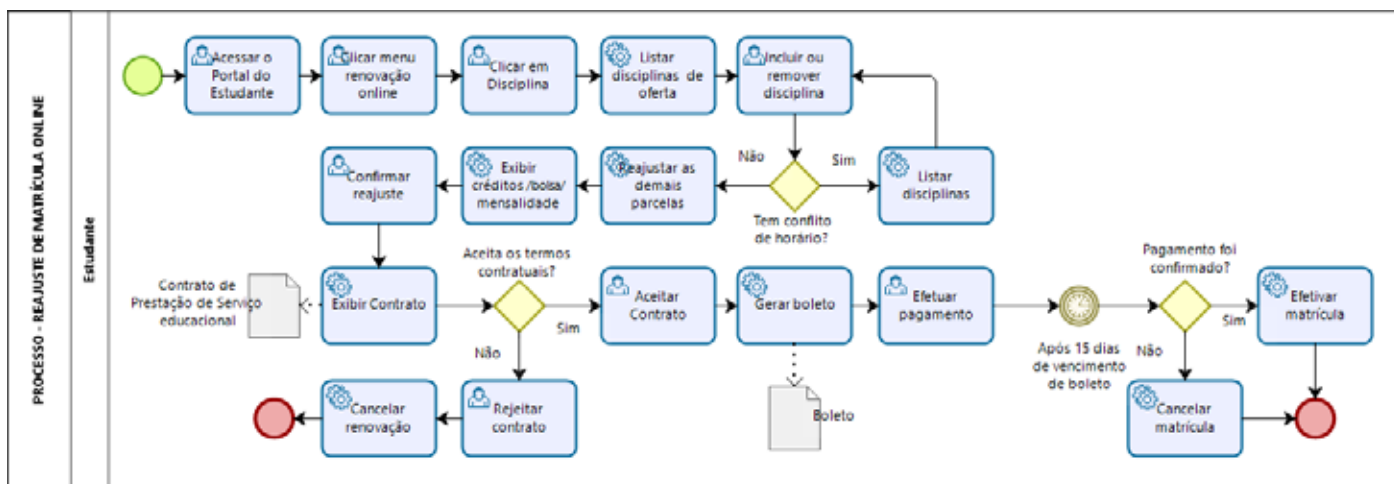 PROCESSO - REAJUSTE DE MATRÍCULA ONLINE
Estudante
Acessar o
Portal do
Estudante
Clicar menu
renovação
online
Clicar em
Disciplina
Listar
disciplinas de
oferta
Incluir ou
remover
disciplina
Confirmar
reajuste
Exibir
créditos /bolsa/
mensalidade
Reajustar as
demais
parcelas
Não
Sim
Tem conflito
de horário?
Listar
disciplinas
Contrato de
Prestação de Serviço
educacional
Exibir Contrato
Aceita os termos
contratuais?
Sim
Não
Aceitar
Contrato
Gerar boleto
Efetuar
pagamento
Após 15 dias
de vencimento
de boleto
Pagamento foi
confirmado?
Sim
Não
Efetivar
matrícula
Cancelar
renovação
Rejeitar
contrato
Boleto
Cancelar
matrícula